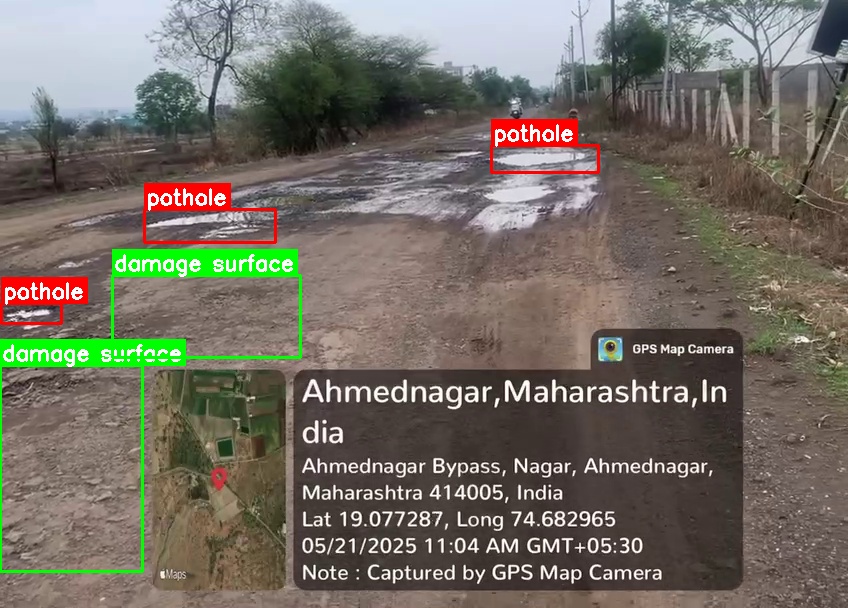 pothole
pothole
damage surface
pothole
damage surface
GPS Map Camera
Ahmednagar,Maharashtra,In
dia
Ahmednagar Bypass, Nagar, Ahmednagar,
Maharashtra 414005, India
Lat 19.077287, Long 74.682965
05/21/2025 11:04 AM GMT+05:30
Note : Captured by GPS Map Camera
Maps